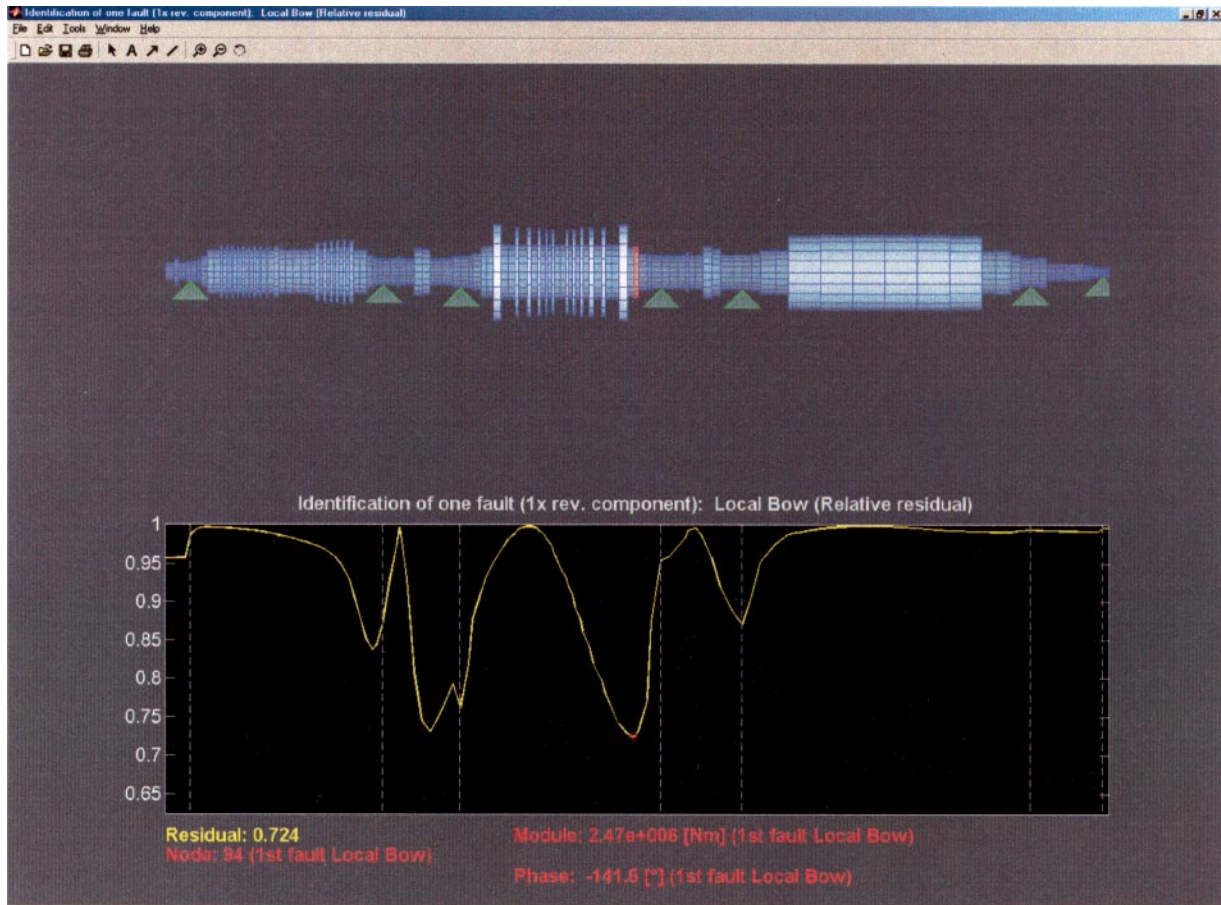 Identification of one fault (1x rev. component): Local Bow (Relative residual)
File Edit Tools Window Help
A
Identification of one fault (1x rev. component): Local Bow (Relative residual)
1
0.95
0.9
0.85
0.8
0.75
0.7
0.65
Residual: 0.724
Node: 94 (1st fault Local Bow)
Module: 2.47e+006 [Nm] (1st fault Local Bow)
Phase: -141.6 [°] (1st fault Local Bow)